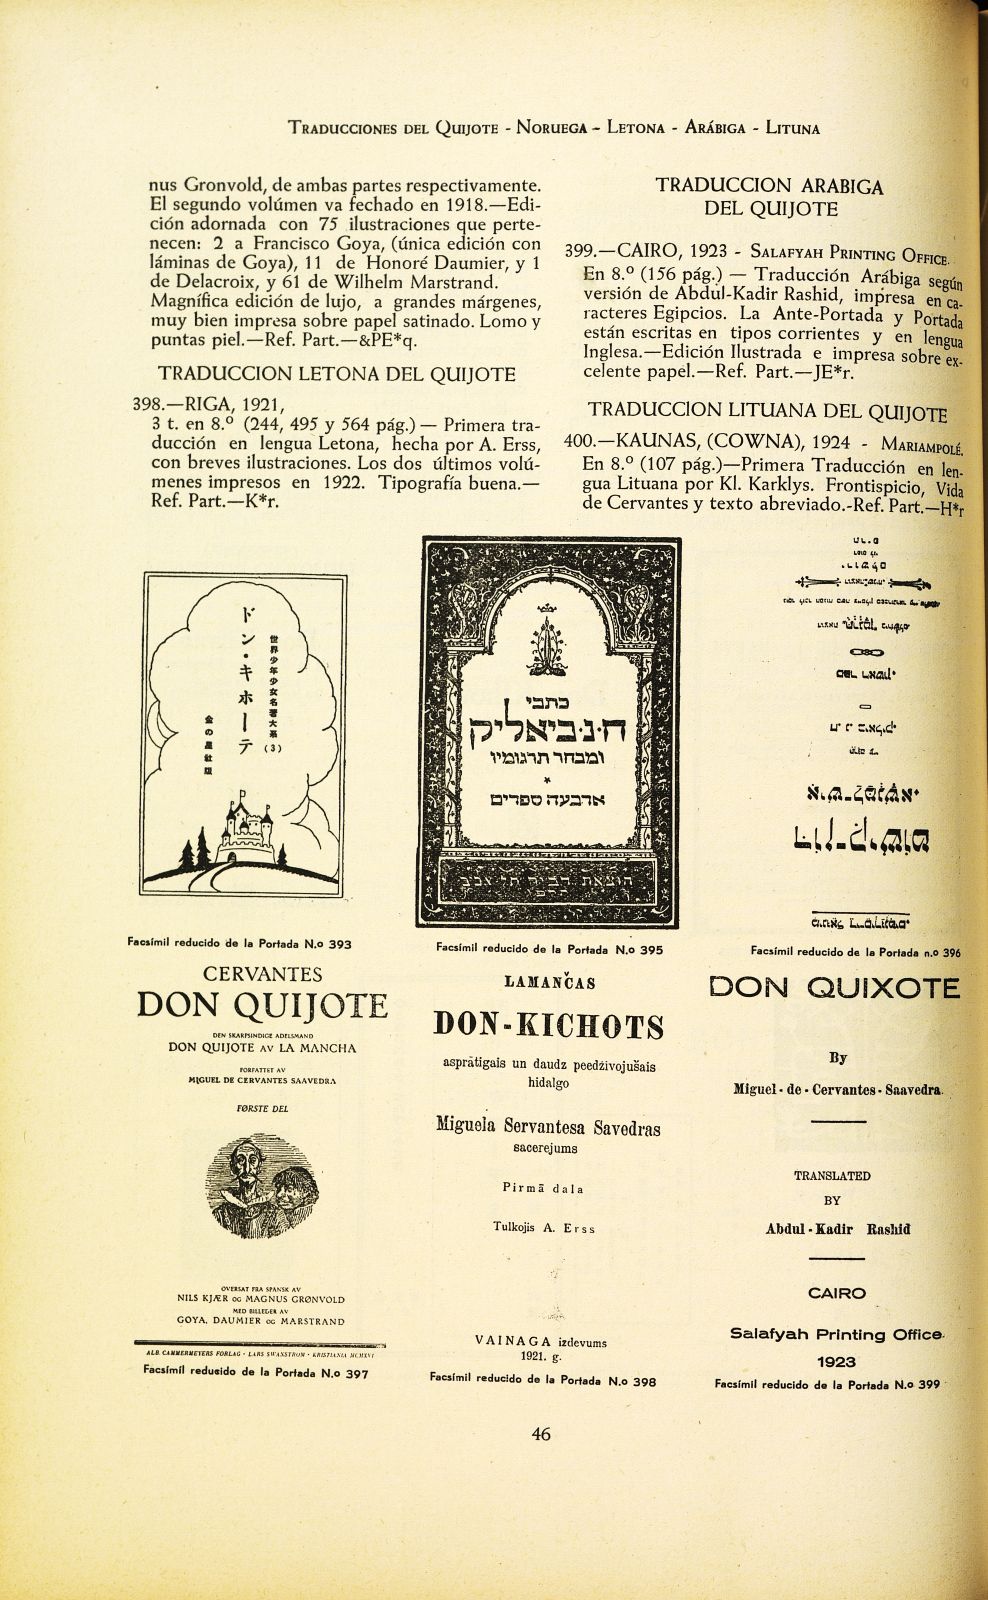 Traducciones del Quijote - Noruega - Letona - Arábiga - Lituna
nus Gronvold, de ambas partes respectivamente.
El segundo volúmen va fechado en 1918.—Edi-
ción adornada con 75 ilustraciones que perte-
necen: 2 a Francisco Goya, (única edición con
láminas de Goya), 11 de Honoré Daumier, y 1
de Delacroix, y 61 de Wilhelm Marstrand.
Magnífica edición de lujo, a grandes márgenes,
muy bien impresa sobre papel satinado. Lomo y
puntas piel.—Ref. Part.—&PE*q.
TRADUCCION LETONA DEL QUIJOTE
398.—RIGA, 1921,
3 t. en 8.º (244, 495 y 564 pág.) — Primera tra-
ducción en lengua Letona, hecha por A. Erss,
con breves ilustraciones. Los dos últimos volú-
menes impresos en 1922. Tipografía buena.—
Ref. Part.—K*r.
TRADUCCION ARABIGA
DEL QUIJOTE
399.—CAIRO, 1923 - Salafyah Printing Office.
En 8.º (156 pág.) — Traducción Arábiga según
versión de Abdul-Kadir Rashid, impresa en ca-
racteres Egipcios. La Ante-Portada y Portada
están escritas en tipos corrientes y en lengua
Inglesa.—Edición Ilustrada e impresa sobre ex-
celente papel.—Ref. Part.—JE*r.
TRADUCCION LITUANA DEL QUIJOTE
400.—KAUNAS, (COWNA), 1924 - Mariampolé.
En 8.º (107 pág.)—Primera Traducción en len-
gua Lituana por Kl. Karklys. Frontispicio, Vida
de Cervantes y texto abreviado.-Ref. Part.—H*r
ドン・キホーテ
世界少年少女名著大系(3)
金の星社版
Facsímil reducido de la Portada N.o 393
כתבי
ח·נ·ביאליק
ומבחר תרגומיו
*
ארבעה ספרים
Facsímil reducido de la Portada N.o 395
Facsímil reducido de la Portada n.o 396
CERVANTES
DON QUIJOTE
DEN SKARPSINDIGE ADELSMAND
DON QUIJOTE AV LA MANCHA
FORFATTET AV
MIGUEL DE CERVANTES SAAVEDRA
FØRSTE DEL
OVERSAT FRA SPANSK AV
NILS KJÆR OG MAGNUS GRØNVOLD
MED BILLEDER AV
GOYA, DAUMIER OG MARSTRAND
ALB. CAMMERMEYERS FORLAG · LARS SWANSTRØM · KRISTIANIA MCMXVI
Facsímil reducido de la Portada N.o 397
LAMANČAS
DON-KICHOTS
asprātigais un daudz peedživojušais
hidalgo
Miguela Servantesa Savedras
sacerejums
Pirmā dala
Tulkojis A. Erss
VAINAGA izdevums
1921. g.
Facsímil reducido de la Portada N.o 398
DON QUIXOTE
By
Miguel - de - Cervantes - Saavedra.
TRANSLATED
BY
Abdul - Kadir Rashid
CAIRO
Salafyah Printing Office.
1923
Facsímil reducido de la Portada N.o 399
46